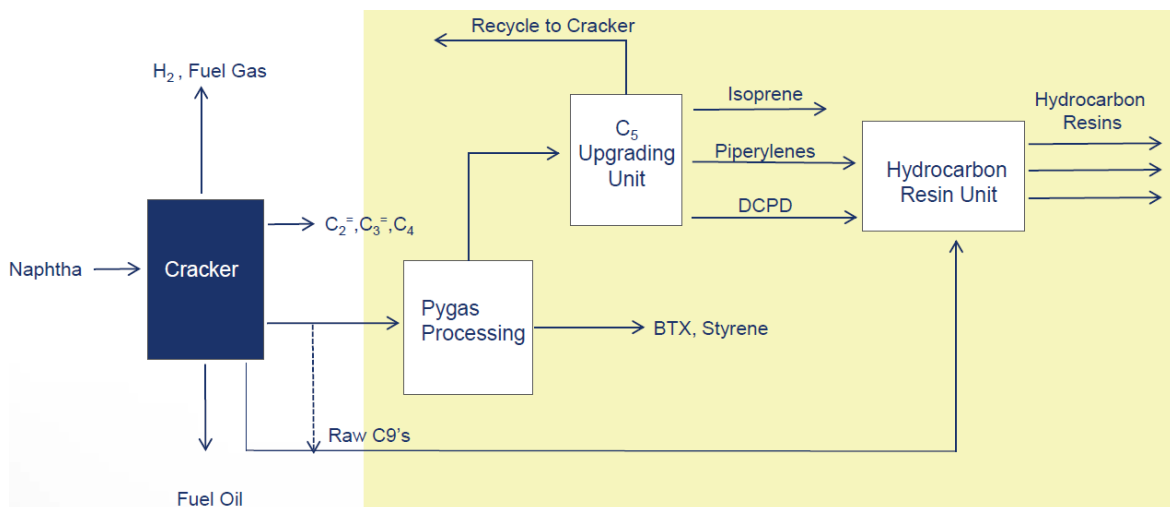 Recycle to Cracker
H₂ , Fuel Gas
Isoprene
Hydrocarbon
Resins
C₅
Upgrading
Unit
Piperylenes
Hydrocarbon
Resin Unit
DCPD
C₂⁼,C₃⁼,C₄
Naphtha
Cracker
Pygas
Processing
BTX, Styrene
Raw C9's
Fuel Oil